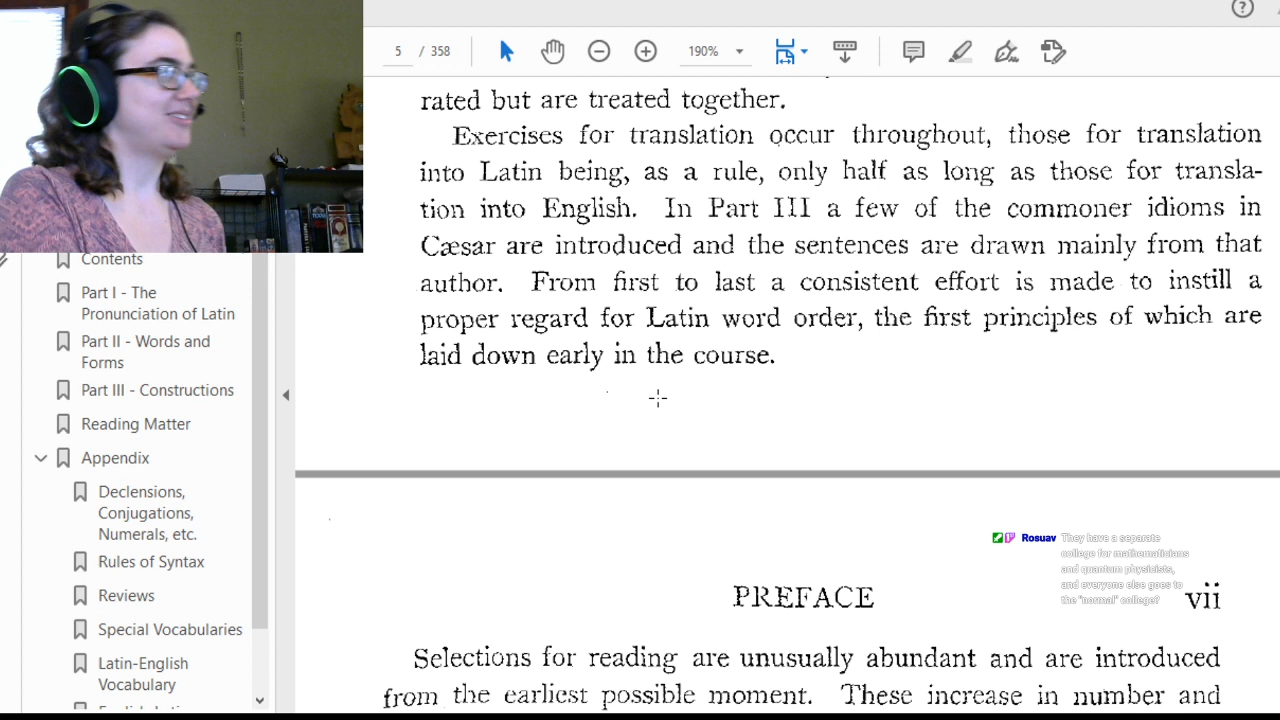 5 / 358
190%
rated but are treated together.
Exercises for translation occur throughout, those for translation
into Latin being, as a rule, only half as long as those for transla-
tion into English. In Part III a few of the commoner idioms in
Cæsar are introduced and the sentences are drawn mainly from that
author. From first to last a consistent effort is made to instill a
proper regard for Latin word order, the first principles of which are
laid down early in the course.
Contents
Part I - The
Pronunciation of Latin
Part II - Words and
Forms
Part III - Constructions
Reading Matter
Appendix
Declensions,
Conjugations,
Numerals, etc.
Rules of Syntax
Reviews
Special Vocabularies
Latin-English
Vocabulary
Rosuav They have a separate
college for mathematicians
and quantum physicists,
and everyone else goes to
the "normal" college?
PREFACE vii
Selections for reading are unusually abundant and are introduced
from the earliest possible moment. These increase in number and